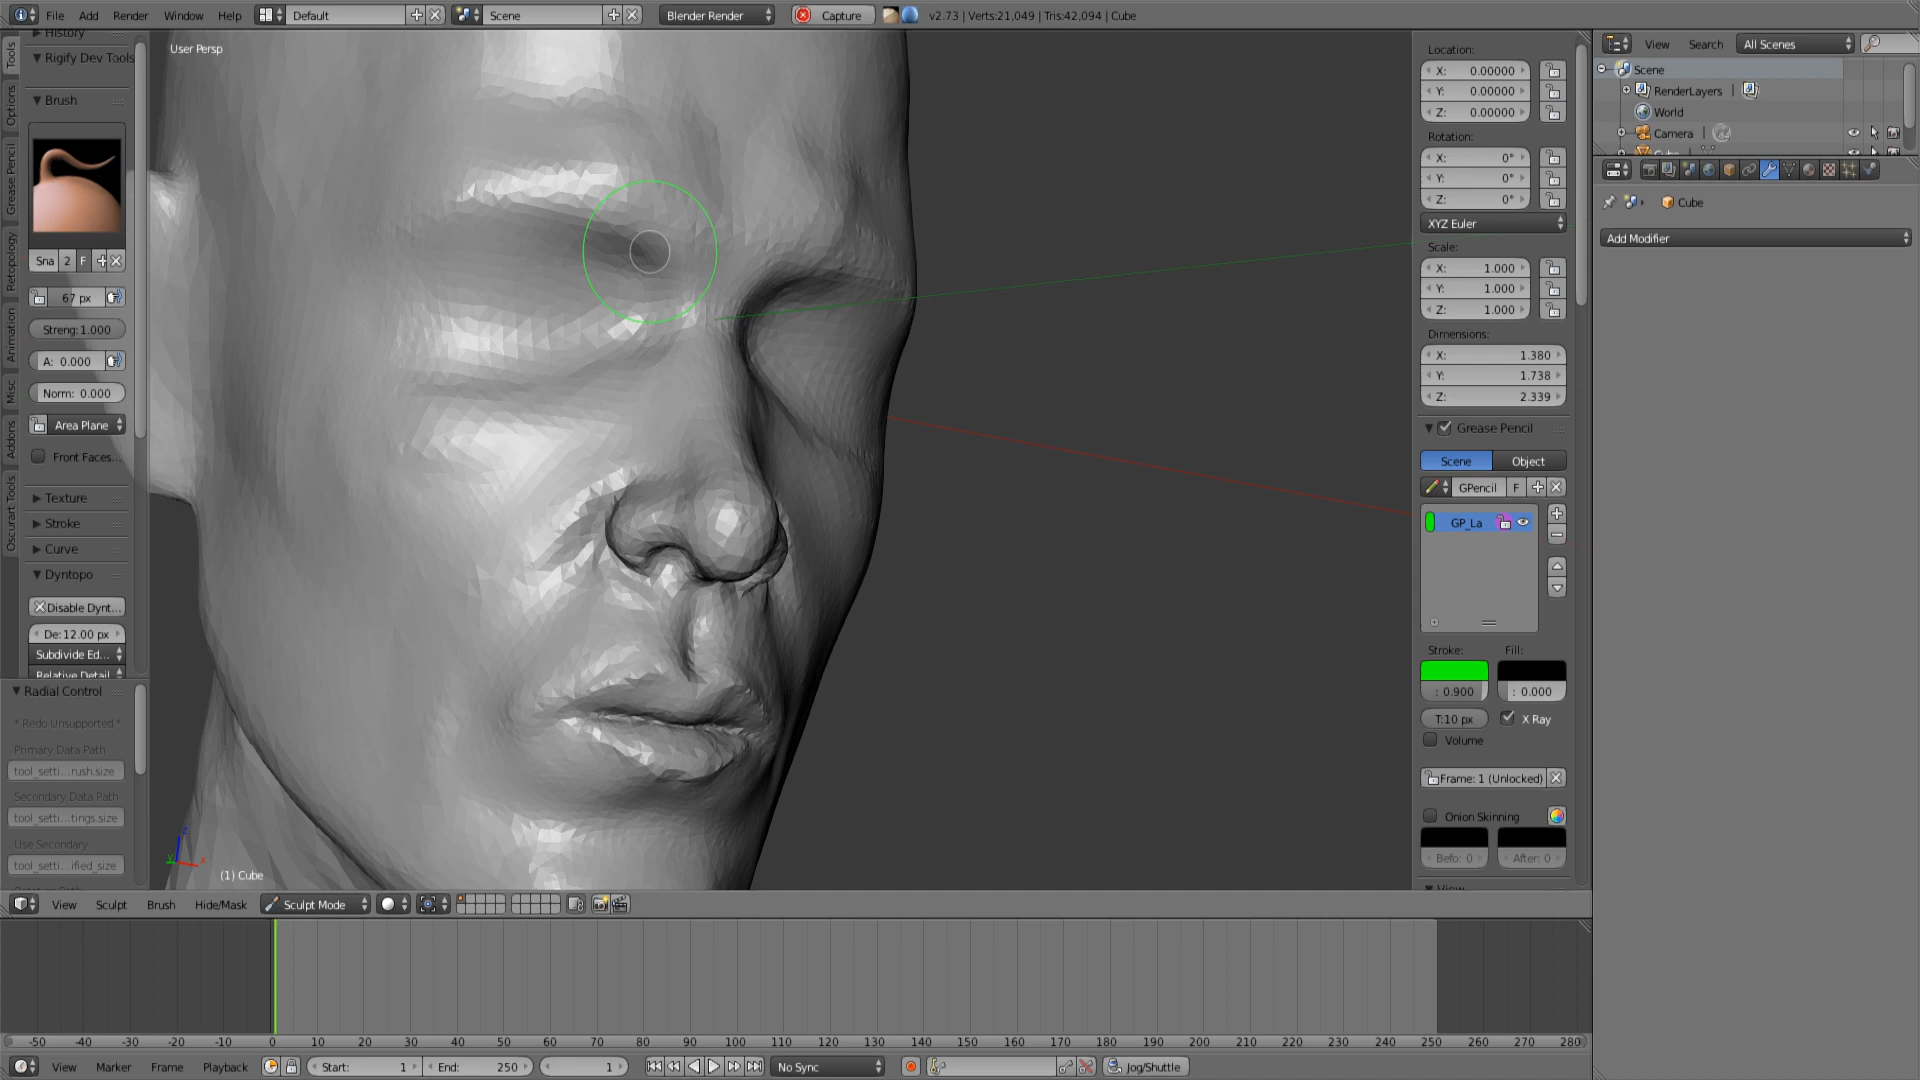 File Add Render Window Help Default Scene Blender Render Capture v2.73 | Verts:21,049 | Tris:42,094 | Cube
History
Rigify Dev Tools
Brush
Sna 2 F
67 px
Streng: 1.000
A: 0.000
Norm: 0.000
Area Plane
Front Faces...
Texture
Stroke
Curve
Dyntopo
Disable Dynt...
De: 12.00 px
Subdivide Ed...
Relative Detail
Radial Control
* Redo Unsupported *
Primary Data Path
tool_setti...rush.size
Secondary Data Path
tool_setti...tings.size
Use Secondary
tool_setti...ified_size
Tools
Options
Grease Pencil
Retopology
Animation
Misc
Addons
Oscurart Tools
User Persp
(1) Cube
Z
Y
X
Location:
X: 0.00000
Y: 0.00000
Z: 0.00000
Rotation:
X: 0°
Y: 0°
Z: 0°
XYZ Euler
Scale:
X: 1.000
Y: 1.000
Z: 1.000
Dimensions:
X: 1.380
Y: 1.738
Z: 2.339
Grease Pencil
Scene Object
GPencil F
GP_La
Stroke: Fill:
: 0.900 : 0.000
T:10 px X Ray
Volume
Frame: 1 (Unlocked)
Onion Skinning
Befo: 0 After: 0
View
View Search All Scenes
Scene
RenderLayers |
World
Camera |
Cube
Cube
Add Modifier
View Sculpt Brush Hide/Mask Sculpt Mode
-50 -40 -30 -20 -10 0 10 20 30 40 50 60 70 80 90 100 110 120 130 140 150 160 170 180 190 200 210 220 230 240 250 260 270 280
View Marker Frame Playback Start: 1 End: 250 1 No Sync Jog/Shuttle